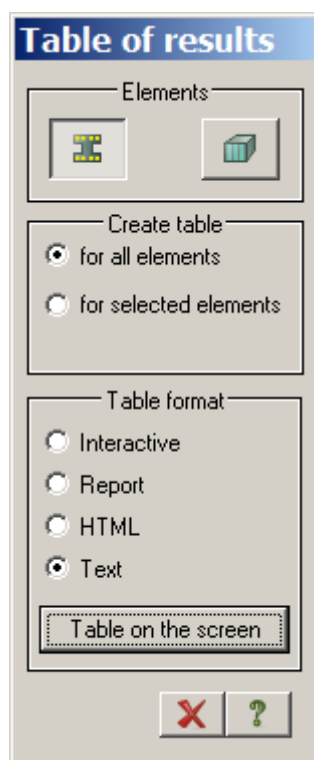 Table of results
Elements
Create table
for all elements
for selected elements
Table format
Interactive
Report
HTML
Text
Table on the screen
?